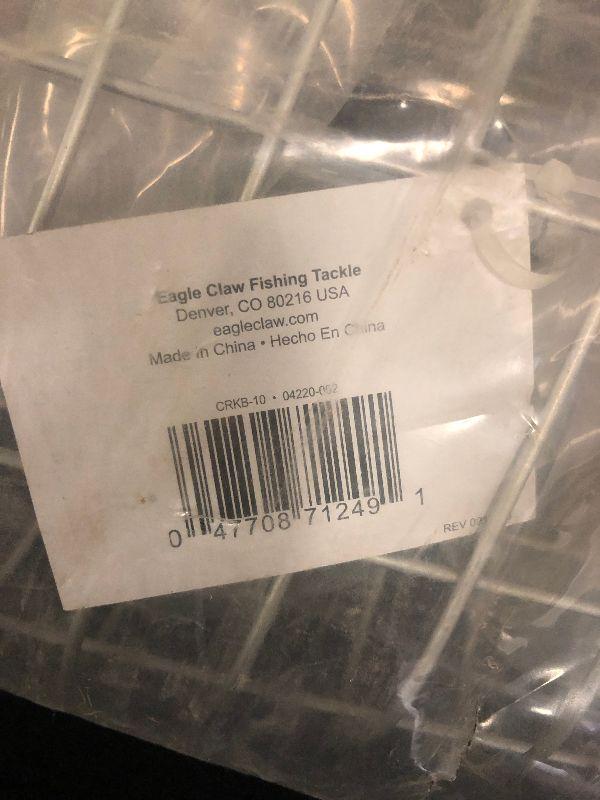 Eagle Claw Fishing Tackle
Denver, CO 80216 USA
eagleclaw.com
Made in China • Hecho En China
CRKB-10 • 04220-002
0 47708 71249 1
REV